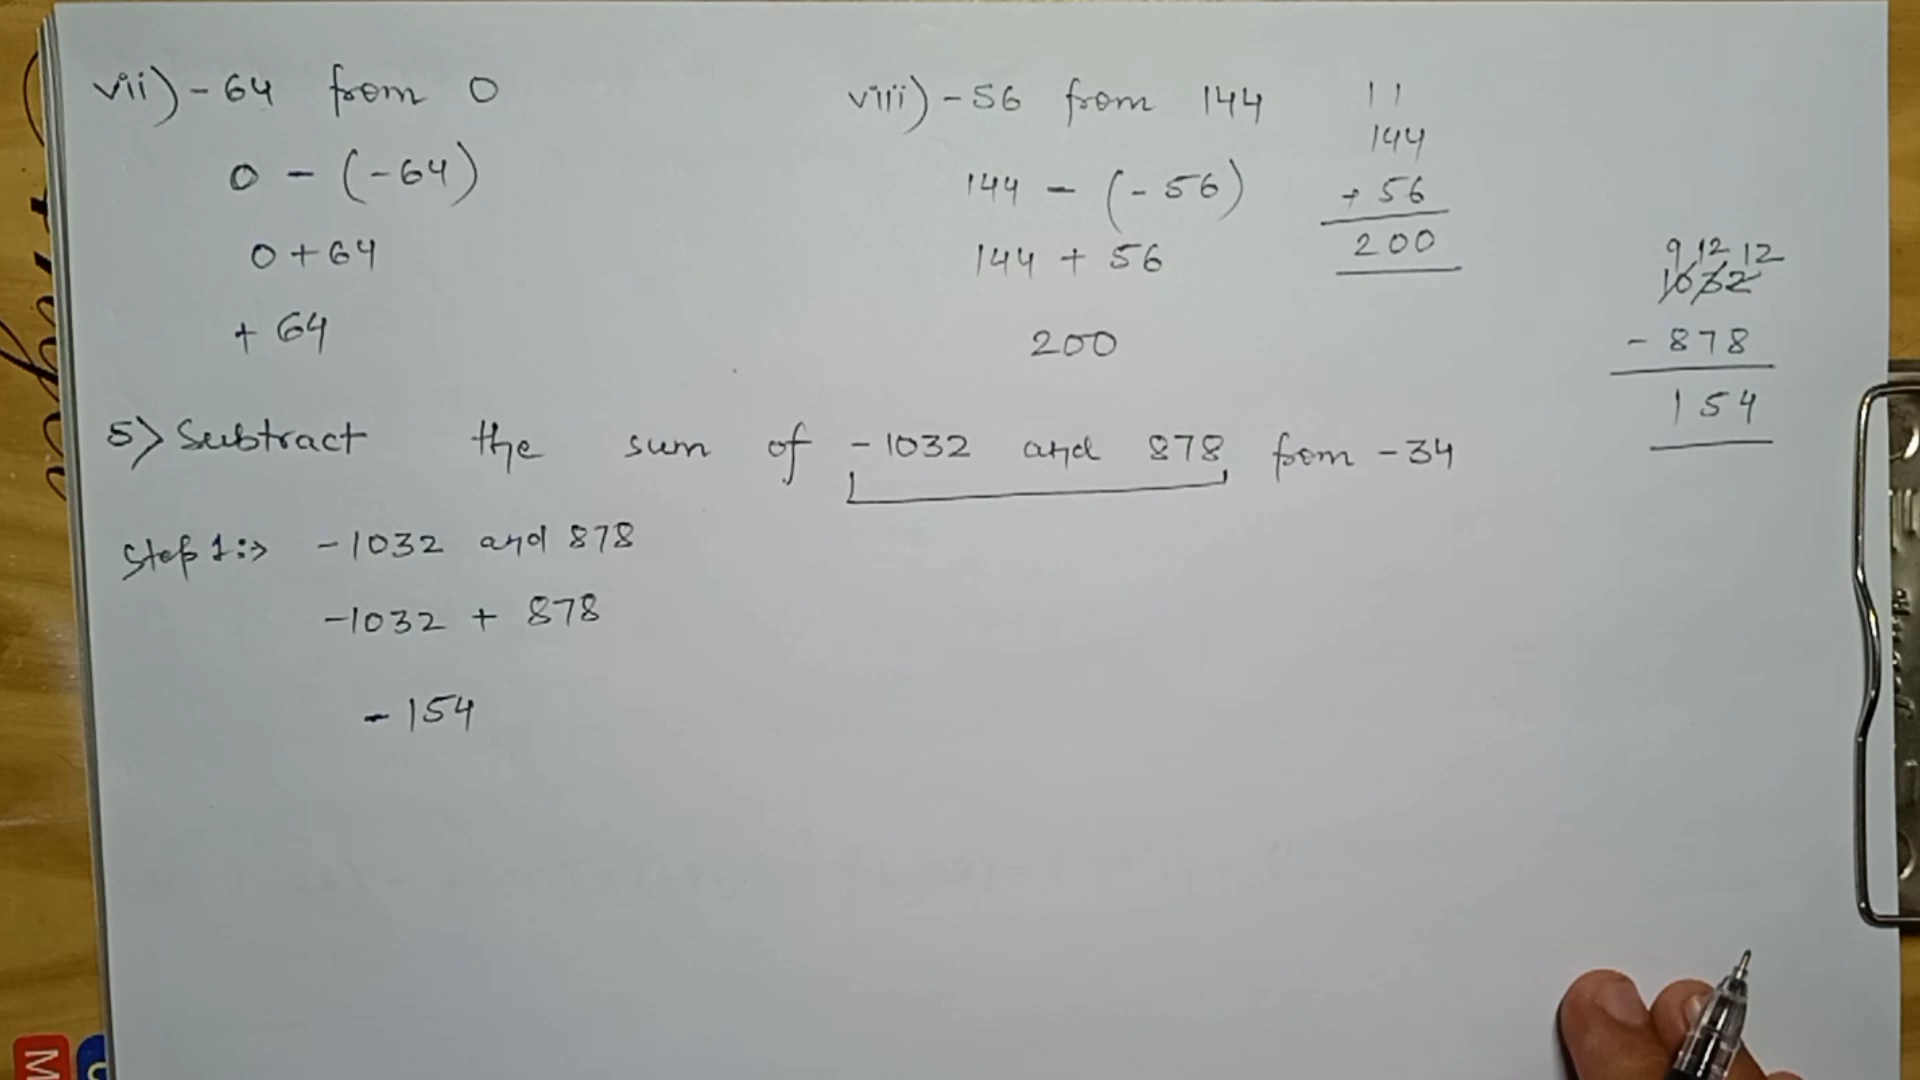 vii) - 64 from 0
0 - (-64)
0 + 64
+ 64
viii) - 56 from 144
144 - (- 56)
144 + 56
200
1 1
144
+ 56
200
9 12 12
1032
- 878
154
5) Subtract the sum of - 1032 and 878 from - 34
Step 1:> - 1032 and 878
-1032 + 878
- 154
M